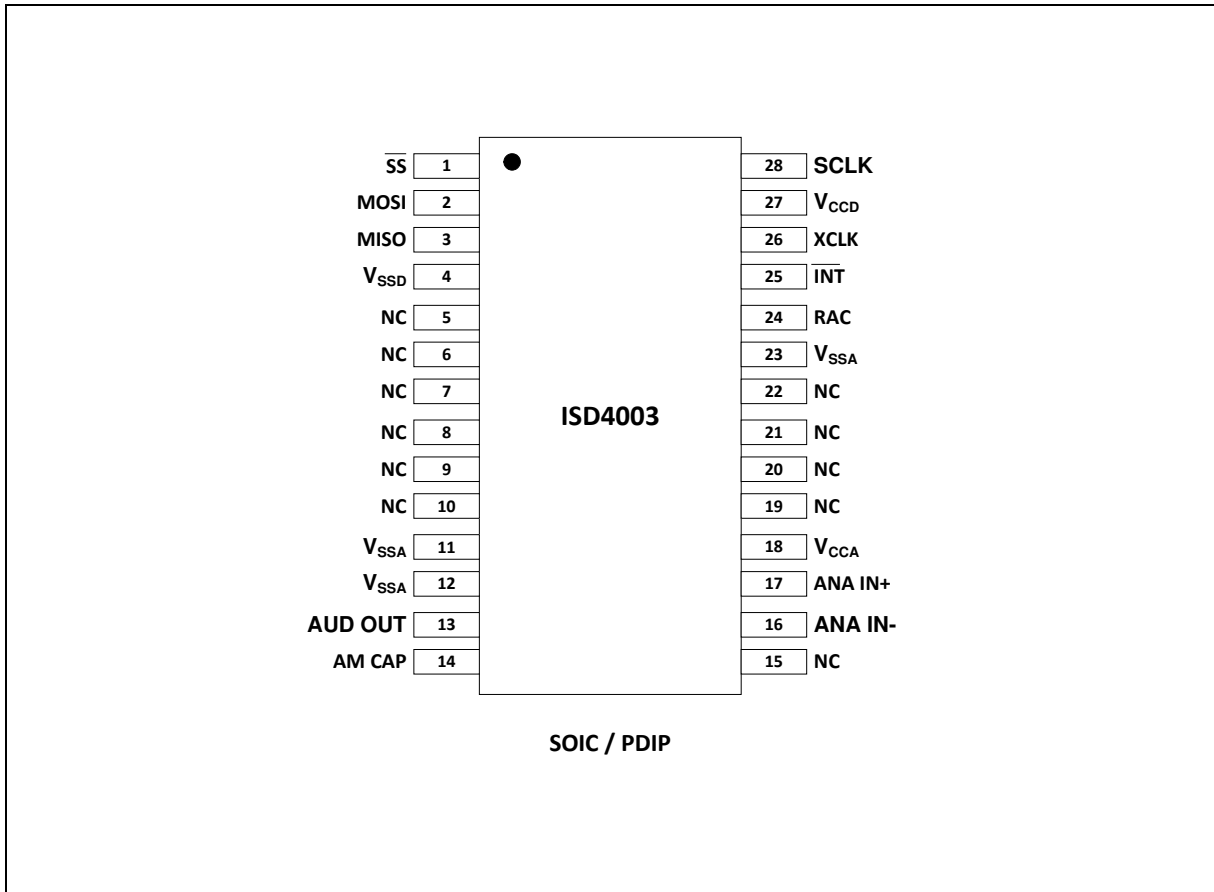 S̅S̅ 1 28 SCLK
MOSI 2 27 VCCD
MISO 3 26 XCLK
VSSD 4 25 I̅N̅T̅
NC 5 24 RAC
NC 6 23 VSSA
NC 7 22 NC
ISD4003
NC 8 21 NC
NC 9 20 NC
NC 10 19 NC
VSSA 11 18 VCCA
VSSA 12 17 ANA IN+
AUD OUT 13 16 ANA IN-
AM CAP 14 15 NC
SOIC / PDIP